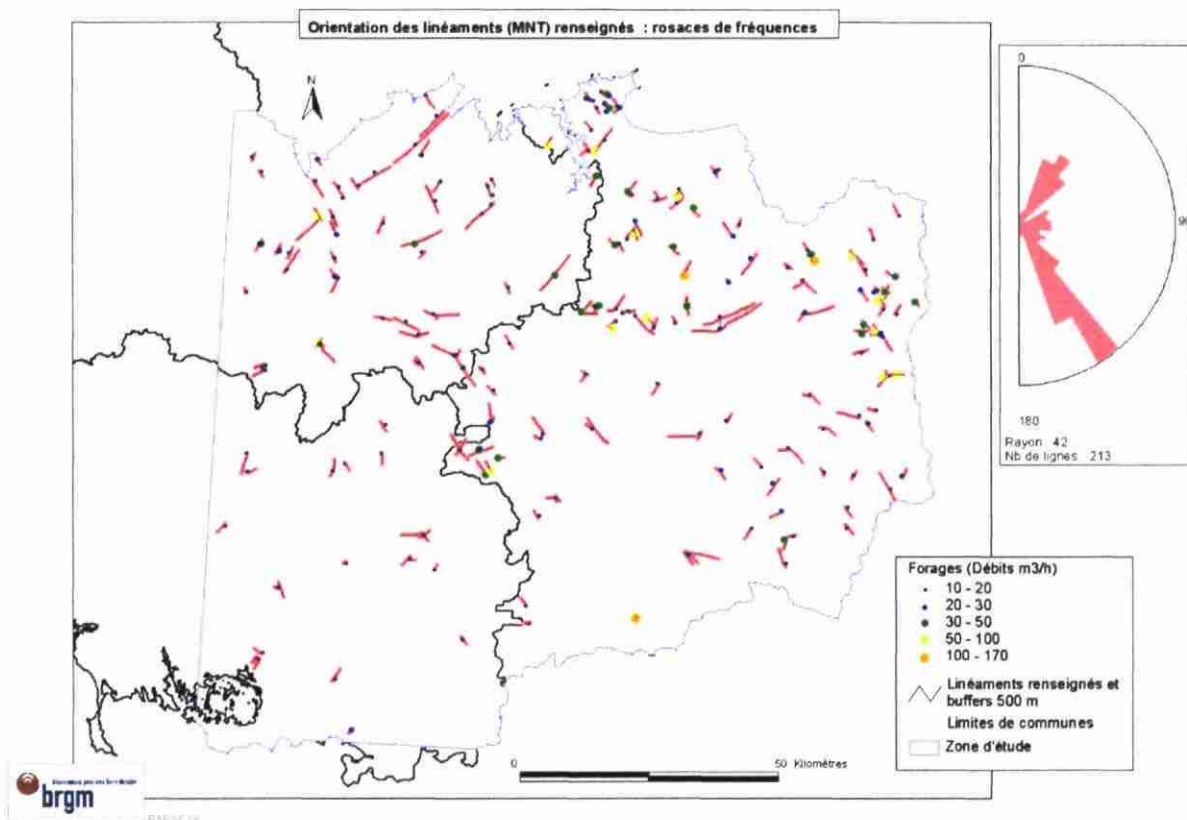 Orientation des linéaments (MNT) renseignés : rosaces de fréquences
N
0
90
180
Rayon 42
Nb de lignes 213
Forages (Débits m3/h)
10 - 20
20 - 30
30 - 50
50 - 100
100 - 170
Linéaments renseignés et
buffers 500 m
Limites de communes
Zone d'étude
0 50 Kilomètres
brgm